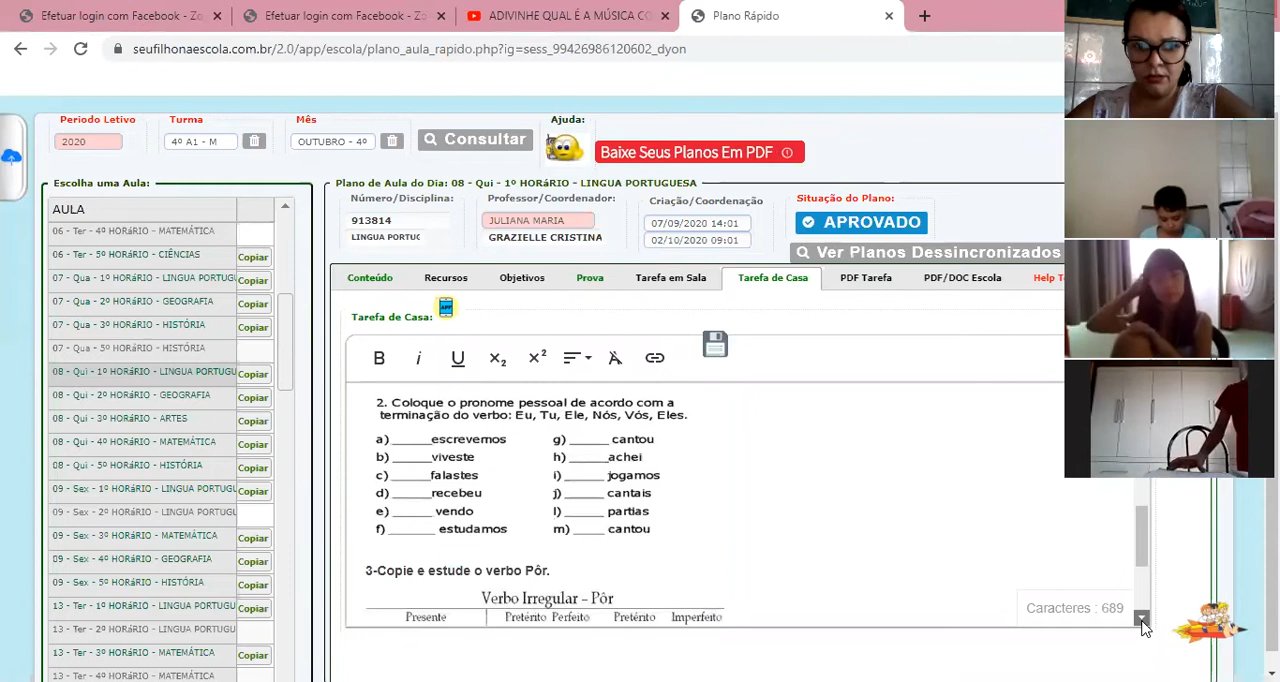 Efetuar login com Facebook - Zo
Efetuar login com Facebook - Zo
ADIVINHE QUAL É A MÚSICA CO
Plano Rápido
seufilhonaescola.com.br/2.0/app/escola/plano_aula_rapido.php?ig=sess_99426986120602_dyon
Periodo Letivo
Turma
Mês
Ajuda:
2020
4º A1 - M
OUTUBRO - 4º
Consultar
Baixe Seus Planos Em PDF
Escolha uma Aula:
AULA
06 - Ter - 4º HORáRIO - MATEMÁTICA
06 - Ter - 5º HORáRIO - CIÊNCIAS Copiar
07 - Qua - 1º HORáRIO - LINGUA PORTUG Copiar
07 - Qua - 2º HORáRIO - GEOGRAFIA Copiar
07 - Qua - 3º HORáRIO - HISTÓRIA Copiar
07 - Qua - 5º HORáRIO - HISTÓRIA
08 - Qui - 1º HORáRIO - LINGUA PORTUGU Copiar
08 - Qui - 2º HORáRIO - GEOGRAFIA Copiar
08 - Qui - 3º HORáRIO - ARTES Copiar
08 - Qui - 4º HORáRIO - MATEMÁTICA Copiar
08 - Qui - 5º HORáRIO - HISTÓRIA Copiar
09 - Sex - 1º HORáRIO - LINGUA PORTUGU Copiar
09 - Sex - 2º HORáRIO - LINGUA PORTUGU
09 - Sex - 3º HORáRIO - MATEMÁTICA Copiar
09 - Sex - 4º HORáRIO - GEOGRAFIA Copiar
09 - Sex - 5º HORáRIO - HISTÓRIA Copiar
13 - Ter - 1º HORáRIO - LINGUA PORTUGU Copiar
13 - Ter - 2º HORáRIO - LINGUA PORTUGU
13 - Ter - 3º HORáRIO - MATEMÁTICA Copiar
13 - Ter - 4º HORáRIO - MATEMÁTICA Copiar
Plano de Aula do Dia: 08 - Qui - 1º HORáRIO - LINGUA PORTUGUESA
Número/Disciplina:
Professor/Coordenador:
Criação/Coordenação
Situação do Plano:
913814
JULIANA MARIA
07/09/2020 14:01
APROVADO
LINGUA PORTUC
GRAZIELLE CRISTINA
02/10/2020 09:01
Ver Planos Dessincronizados
Conteúdo Recursos Objetivos Prova Tarefa em Sala Tarefa de Casa PDF Tarefa PDF/DOC Escola Help T
Tarefa de Casa:
B i U X₂ X²
2. Coloque o pronome pessoal de acordo com a
terminação do verbo: Eu, Tu, Ele, Nós, Vós, Eles.
a) ______escrevemos g) ______ cantou
b) ______viveste h) ______achei
c) ______falastes i) ______ jogamos
d) ______recebeu j) ______ cantais
e) ______ vendo l) ______ partias
f) _______ estudamos m) _____ cantou
3-Copie e estude o verbo Pôr.
Verbo Irregular – Pôr
Presente Pretérito Perfeito Pretérito Imperfeito
Caracteres : 689